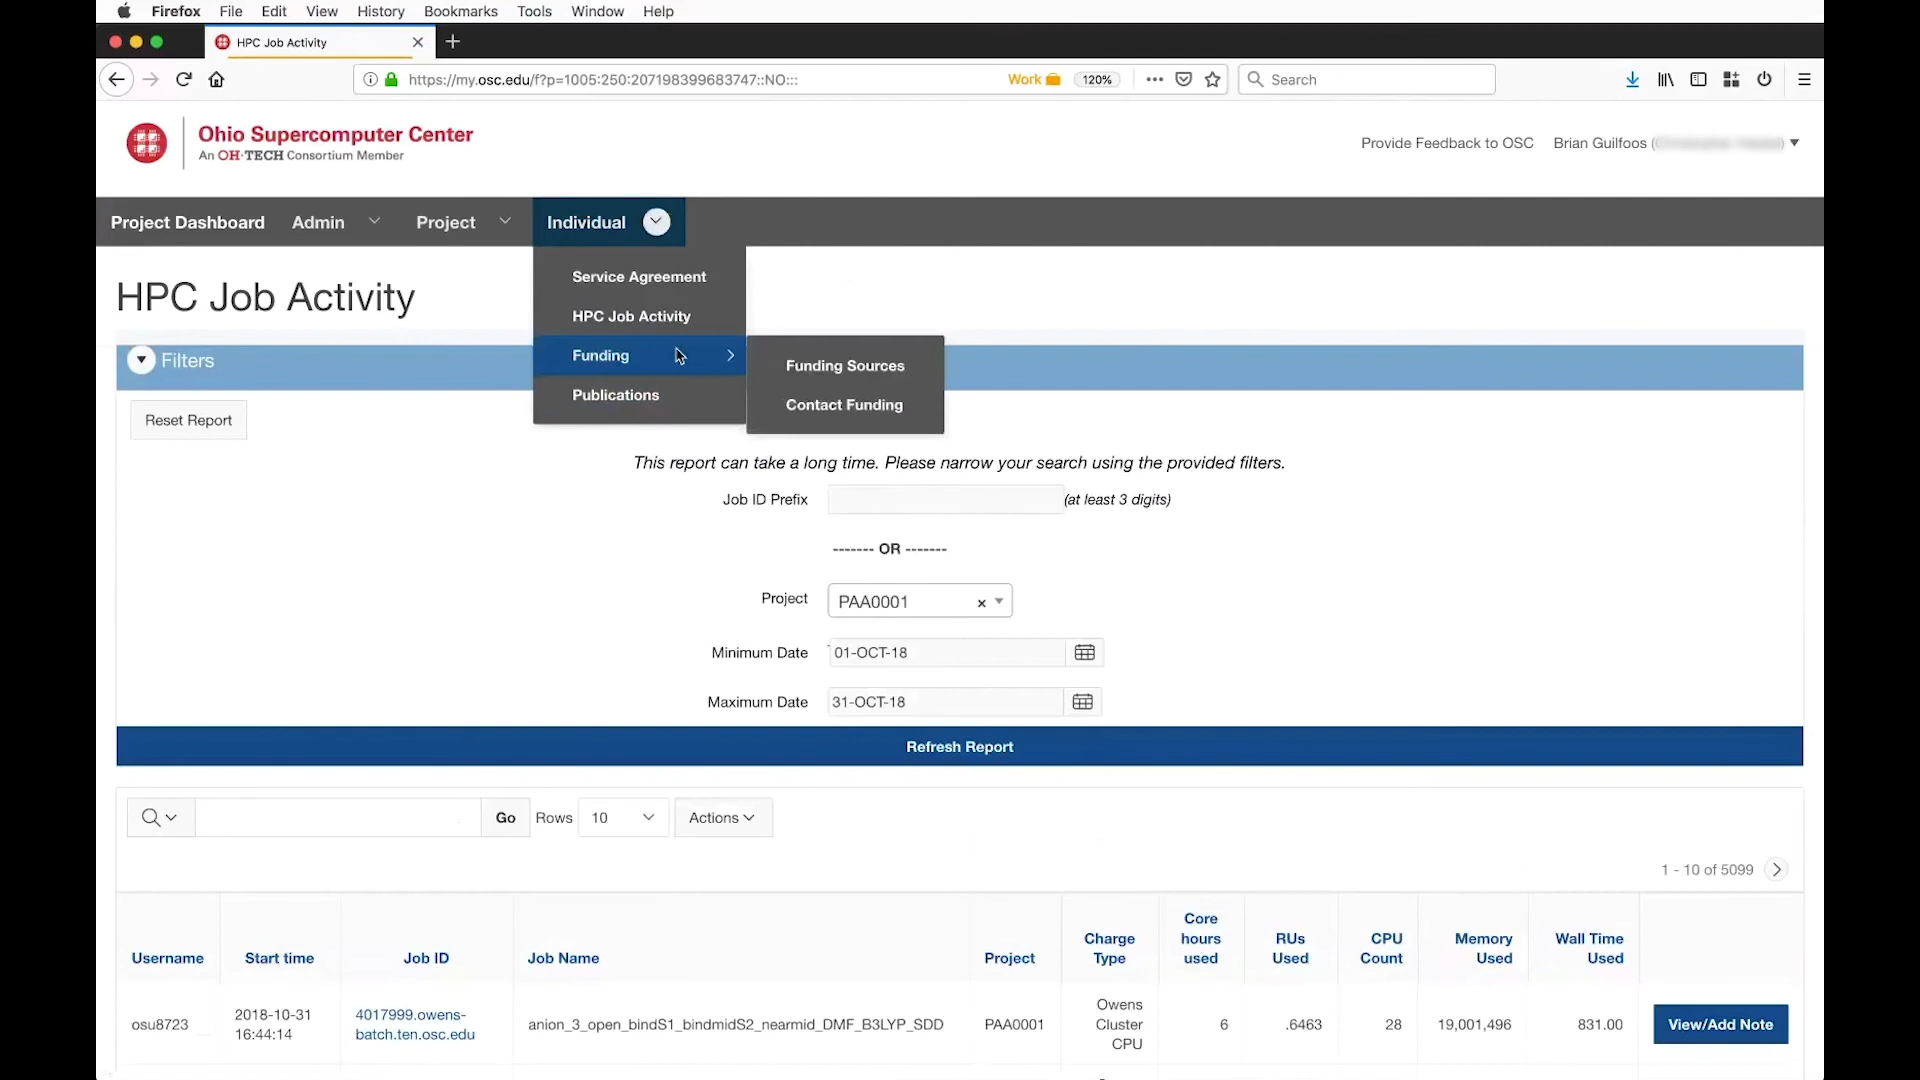 Firefox File Edit View History Bookmarks Tools Window Help
HPC Job Activity
https://my.osc.edu/f?p=1005:250:207198399683747::NO:::
Work
120%
Search
Ohio Supercomputer Center
An OH·TECH Consortium Member
Provide Feedback to OSC
Brian Guilfoos (
)
Project Dashboard
Admin
Project
Individual
Service Agreement
HPC Job Activity
Funding
Publications
Funding Sources
Contact Funding
HPC Job Activity
Filters
Reset Report
This report can take a long time. Please narrow your search using the provided filters.
Job ID Prefix
(at least 3 digits)
------- OR -------
Project
PAA0001
Minimum Date
01-OCT-18
Maximum Date
31-OCT-18
Refresh Report
Go
Rows
10
Actions
1 - 10 of 5099
Username
Start time
Job ID
Job Name
Project
Charge
Type
Core
hours
used
RUs
Used
CPU
Count
Memory
Used
Wall Time
Used
osu8723
2018-10-31
16:44:14
4017999.owens-
batch.ten.osc.edu
anion_3_open_bindS1_bindmidS2_nearmid_DMF_B3LYP_SDD
PAA0001
Owens
Cluster
CPU
6
.6463
28
19,001,496
831.00
View/Add Note